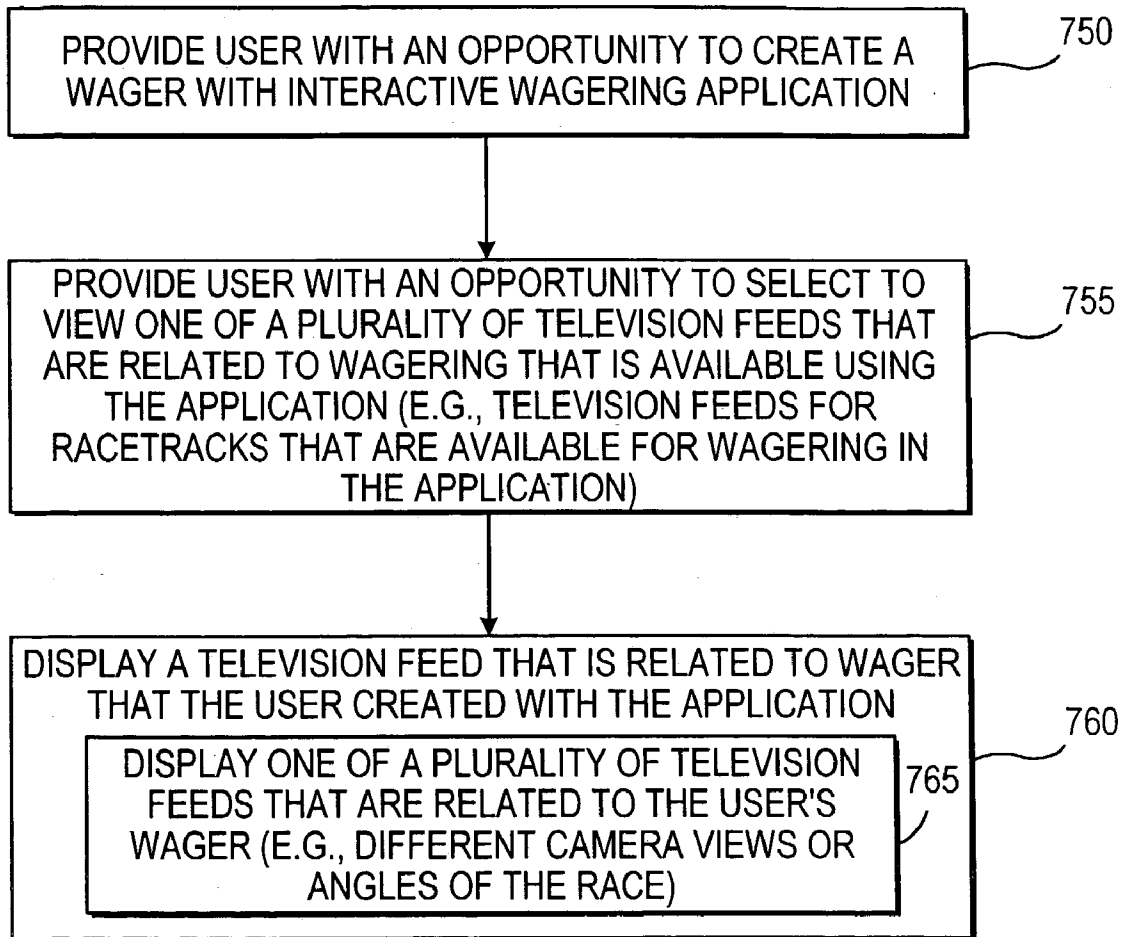 PROVIDE USER WITH AN OPPORTUNITY TO CREATE A
WAGER WITH INTERACTIVE WAGERING APPLICATION
750
PROVIDE USER WITH AN OPPORTUNITY TO SELECT TO
VIEW ONE OF A PLURALITY OF TELEVISION FEEDS THAT
ARE RELATED TO WAGERING THAT IS AVAILABLE USING
THE APPLICATION (E.G., TELEVISION FEEDS FOR
RACETRACKS THAT ARE AVAILABLE FOR WAGERING IN
THE APPLICATION)
755
DISPLAY A TELEVISION FEED THAT IS RELATED TO WAGER
THAT THE USER CREATED WITH THE APPLICATION
760
DISPLAY ONE OF A PLURALITY OF TELEVISION
FEEDS THAT ARE RELATED TO THE USER'S
WAGER (E.G., DIFFERENT CAMERA VIEWS OR
ANGLES OF THE RACE)
765